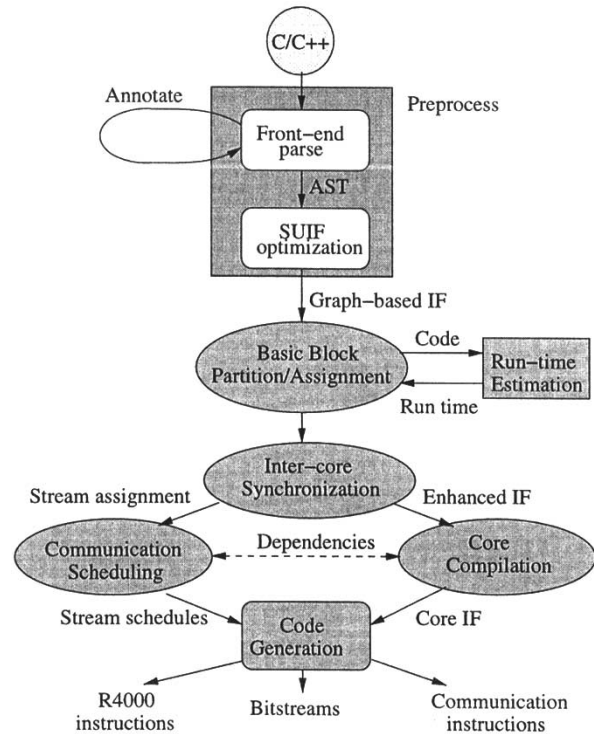 C/C++
Annotate
Preprocess
Front-end
parse
AST
SUIF
optimization
Graph-based IF
Basic Block
Partition/Assignment
Code
Run-time
Estimation
Run time
Inter-core
Synchronization
Stream assignment
Enhanced IF
Communication
Scheduling
Dependencies
Core
Compilation
Stream schedules
Code
Generation
Core IF
R4000
instructions
Bitstreams
Communication
instructions